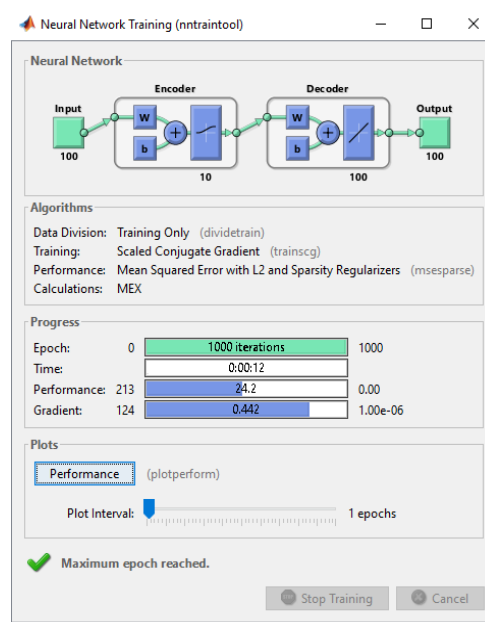 Neural Network Training (nntraintool)
Neural Network
Encoder Decoder
Input Output
W W
b b
100 10 100 100
Algorithms
Data Division: Training Only (dividetrain)
Training: Scaled Conjugate Gradient (trainscg)
Performance: Mean Squared Error with L2 and Sparsity Regularizers (msesparse)
Calculations: MEX
Progress
Epoch: 0 1000 iterations 1000
Time: 0:00:12
Performance: 213 24.2 0.00
Gradient: 124 0.442 1.00e-06
Plots
Performance (plotperform)
Plot Interval: 1 epochs
Maximum epoch reached.
Stop Training Cancel